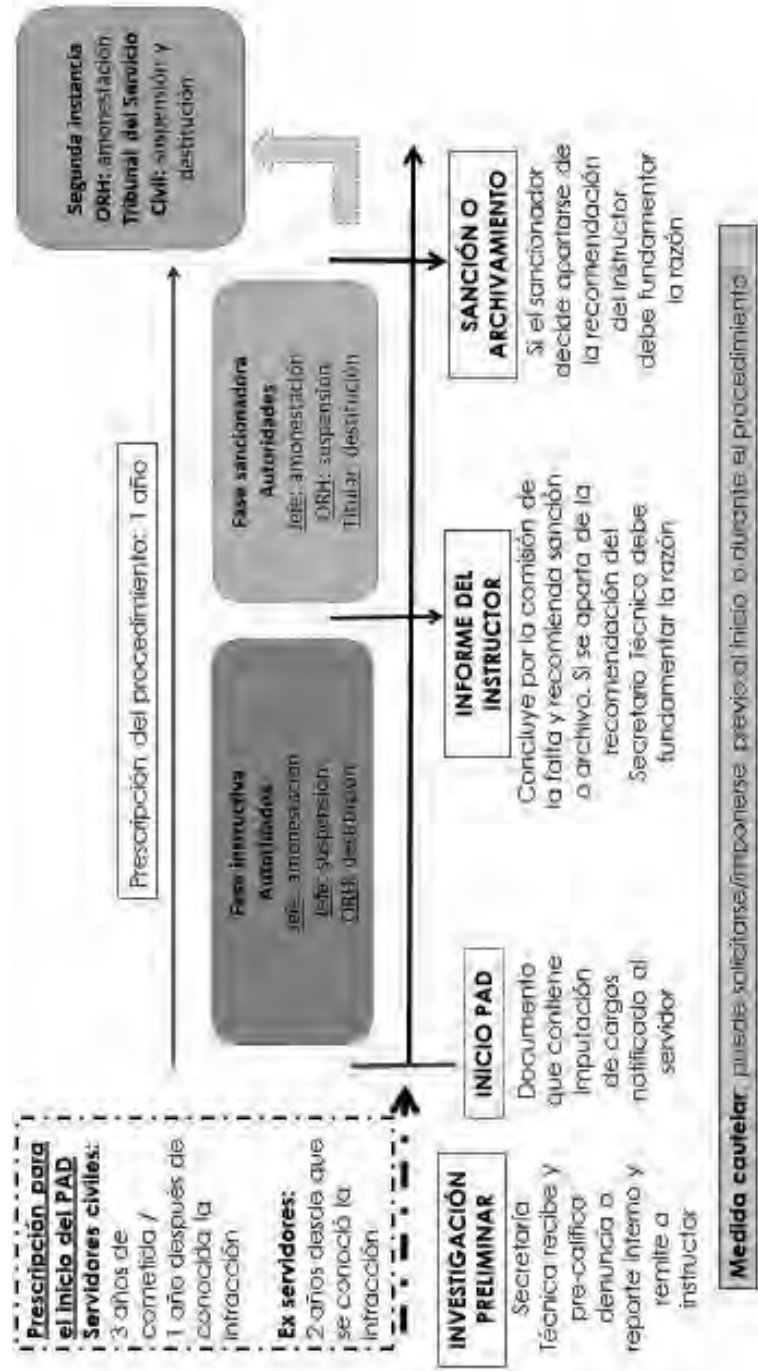 Prescripción para
el inicio del PAD
Servidores civiles:
3 años de
cometida y
1 año después de
conocida la
infracción
Ex servidores:
2 años desde que
se conoció la
infracción
Prescripción del procedimiento: 1 año
Fase instructiva
Autoridades
Jefe: amonestación
Jefe: suspensión
ORH: destitución
Fase sancionadora
Autoridades
Jefe: amonestación
ORH: suspensión
Titular: destitución
Segunda instancia
ORH: amonestación
Tribunal del Servicio
Civil: suspensión y
destitución
INVESTIGACIÓN
PRELIMINAR
Secretaría
Técnica recibe y
pre-califica
denuncia o
reporte interno y
remite a
instructor
INICIO PAD
Documento
que contiene
imputación
de cargos
notificado al
servidor
INFORME DEL
INSTRUCTOR
Concluye por la comisión de
la falta y recomienda sanción
o archivo. Si se aparta de la
recomendación del
Secretario Técnico debe
fundamentar la razón
SANCIÓN O
ARCHIVAMIENTO
Si el sancionador
decide apartarse de
la recomendación
del instructor
debe fundamentar
la razón
Medida cautelar: puede solicitarse/imponerse previo al inicio o durante el procedimiento